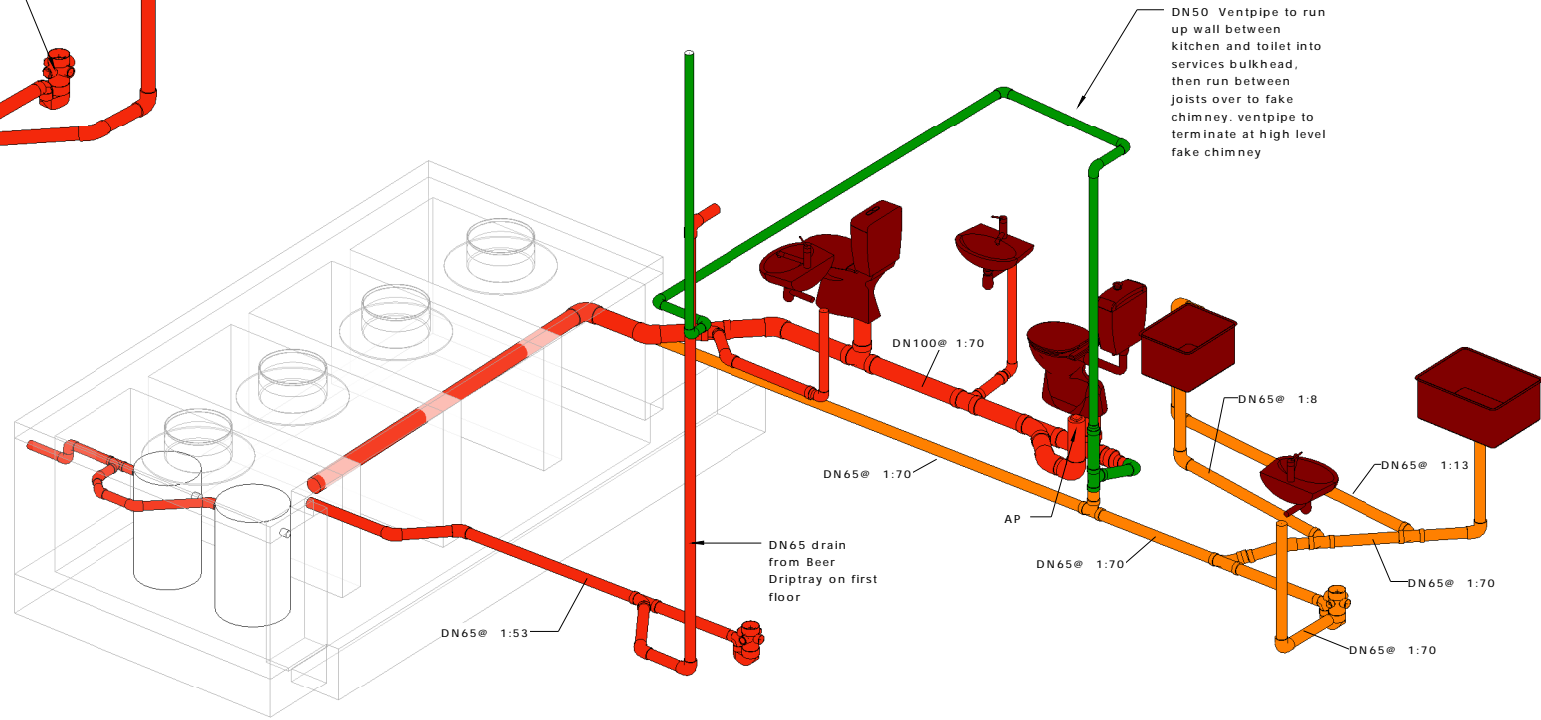 DN50 Ventpipe to run
up wall between
kitchen and toilet into
services bulkhead,
then run between
joists over to fake
chimney. ventpipe to
terminate at high level
fake chimney
DN100@ 1:70
DN65@ 1:8
DN65@ 1:13
DN65@ 1:70
AP
DN65 drain
from Beer
Driptray on first
floor
DN65@ 1:70
DN65@ 1:70
DN65@ 1:53
DN65@ 1:70